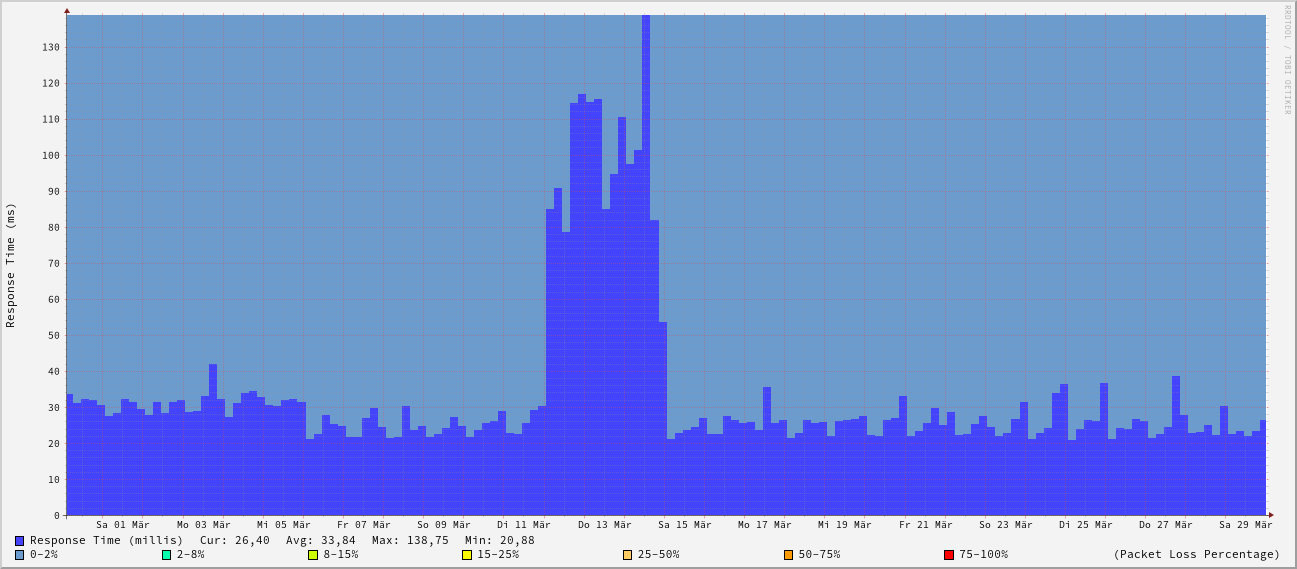 RRDTOOL / TOBI OETIKER
Response Time (ms)
130
120
110
100
90
80
70
60
50
40
30
20
10
0
Sa 01 Mär Mo 03 Mär Mi 05 Mär Fr 07 Mär So 09 Mär Di 11 Mär Do 13 Mär Sa 15 Mär Mo 17 Mär Mi 19 Mär Fr 21 Mär So 23 Mär Di 25 Mär Do 27 Mär Sa 29 Mär
Response Time (millis) Cur: 26,40 Avg: 33,84 Max: 138,75 Min: 20,88
0-2% 2-8% 8-15% 15-25% 25-50% 50-75% 75-100% (Packet Loss Percentage)